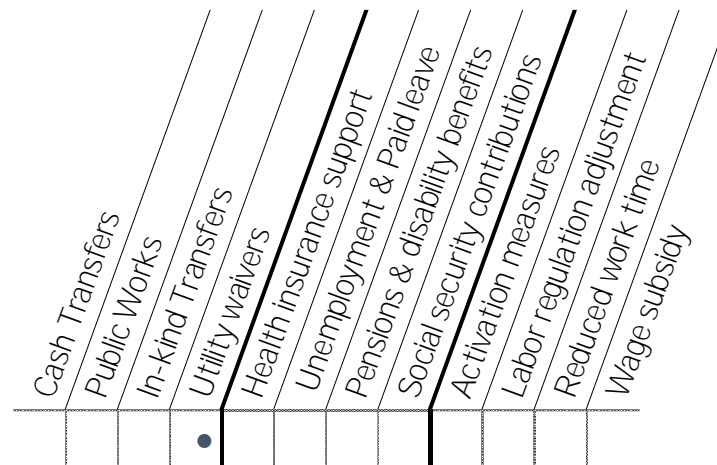 Cash Transfers
Public Works
In-Kind Transfers
Utility waivers
Health insurance support
Unemployment & Paid leave
Pensions & disability benefits
Social security contributions
Activation measures
Labor regulation adjustment
Reduced work time
Wage subsidy